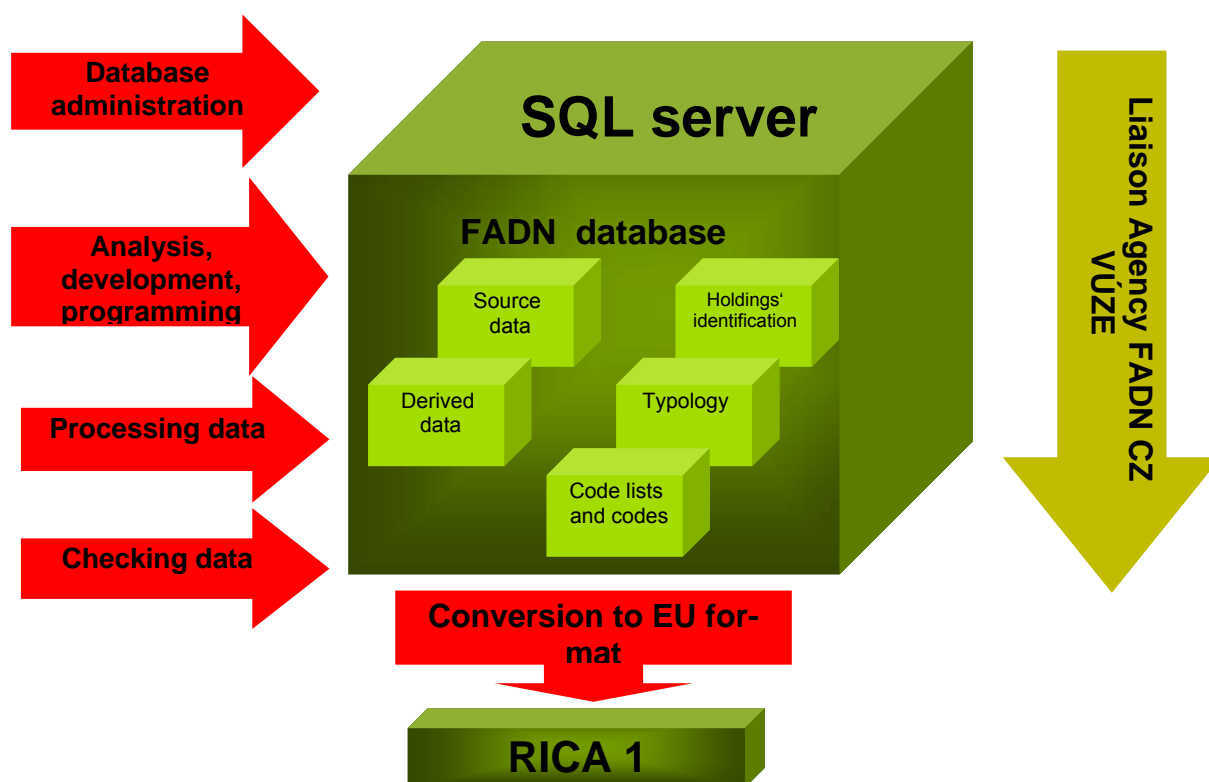 Database
administration
SQL server
Analysis,
development,
programming
FADN database
Source
data
Holdings‘
identification
Derived
data
Typology
Code lists
and codes
Processing data
Checking data
Liaison Agency FADN CZ
VÚZE
Conversion to EU for-
mat
RICA 1